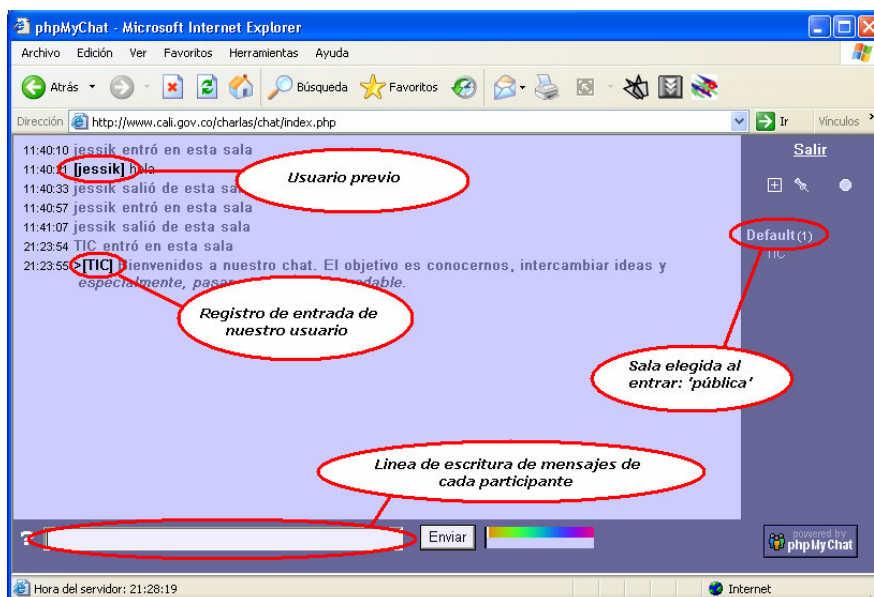 phpMyChat - Microsoft Internet Explorer
Archivo Edición Ver Favoritos Herramientas Ayuda
Atrás Búsqueda Favoritos
Dirección http://www.cali.gov.co/charlas/chat/index.php Ir Vínculos »
11:40:10 jessik entró en esta sala
Salir
11:40:21 [jessik] hola
Usuario previo
11:40:33 jessik salió de esta sala
11:40:57 jessik entró en esta sala
11:41:07 jessik salió de esta sala
Default(1)
21:23:54 TIC entró en esta sala
TIC
21:23:55 >[TIC] Bienvenidos a nuestro chat. El objetivo es conocernos, intercambiar ideas y
especialmente, pasar
Registro de entrada de
nuestro usuario
Sala elegida al
entrar: 'pública'
Linea de escritura de mensajes de
cada participante
? Enviar
powered by
phpMyChat
Hora del servidor: 21:28:19 Internet